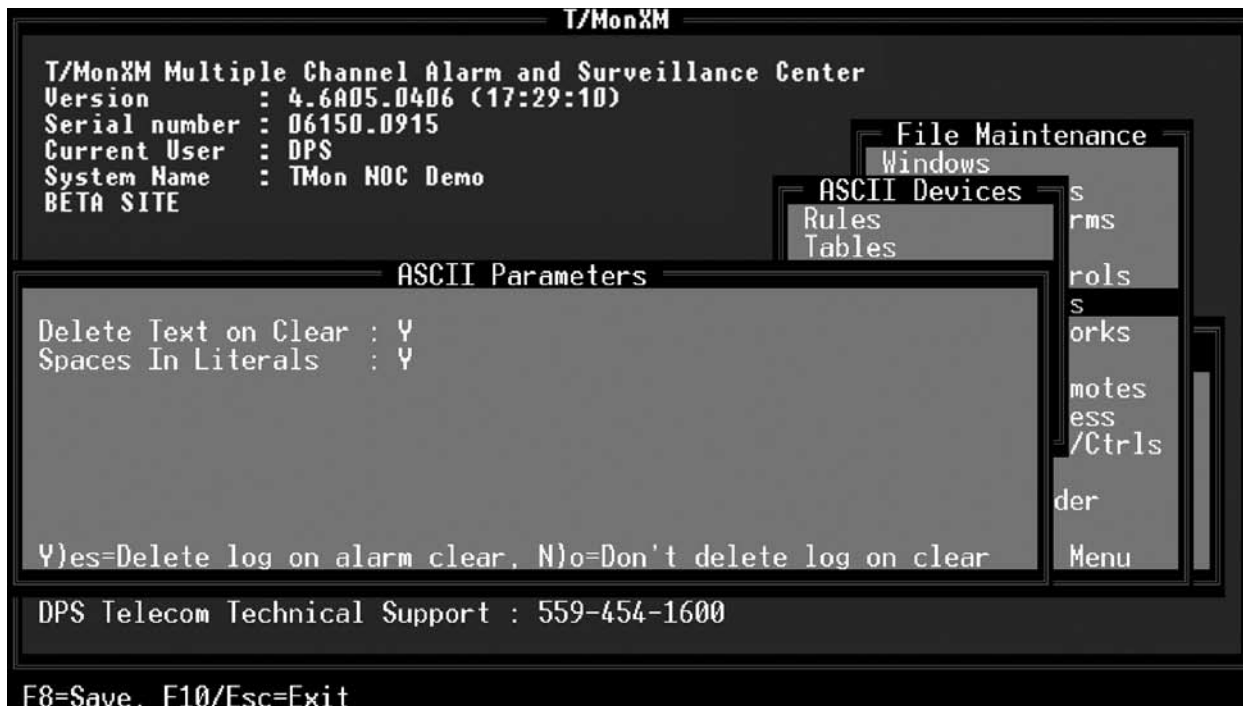 T/MonXM
T/MonXM Multiple Channel Alarm and Surveillance Center
Version : 4.6A05.0406 (17:29:10)
Serial number : 06150.0915
Current User : DPS
System Name : TMon NOC Demo
BETA SITE
File Maintenance
Windows
ASCII Devices
s
Rules
rms
Tables
ASCII Parameters
rols
s
Delete Text on Clear : Y
orks
Spaces In Literals : Y
motes
ess
/Ctrls
der
Y)es=Delete log on alarm clear, N)o=Don't delete log on clear
Menu
DPS Telecom Technical Support : 559-454-1600
F8=Save, F10/Esc=Exit